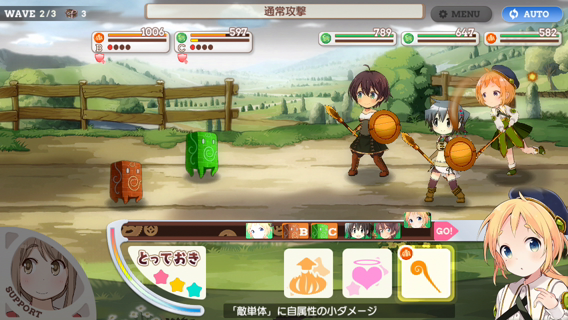 WAVE 2/3 3
通常攻撃
MENU
AUTO
B 1006
C 597
789
647
582
B C GO!
とっておき
SUPPORT
「敵単体」に自属性の小ダメージ